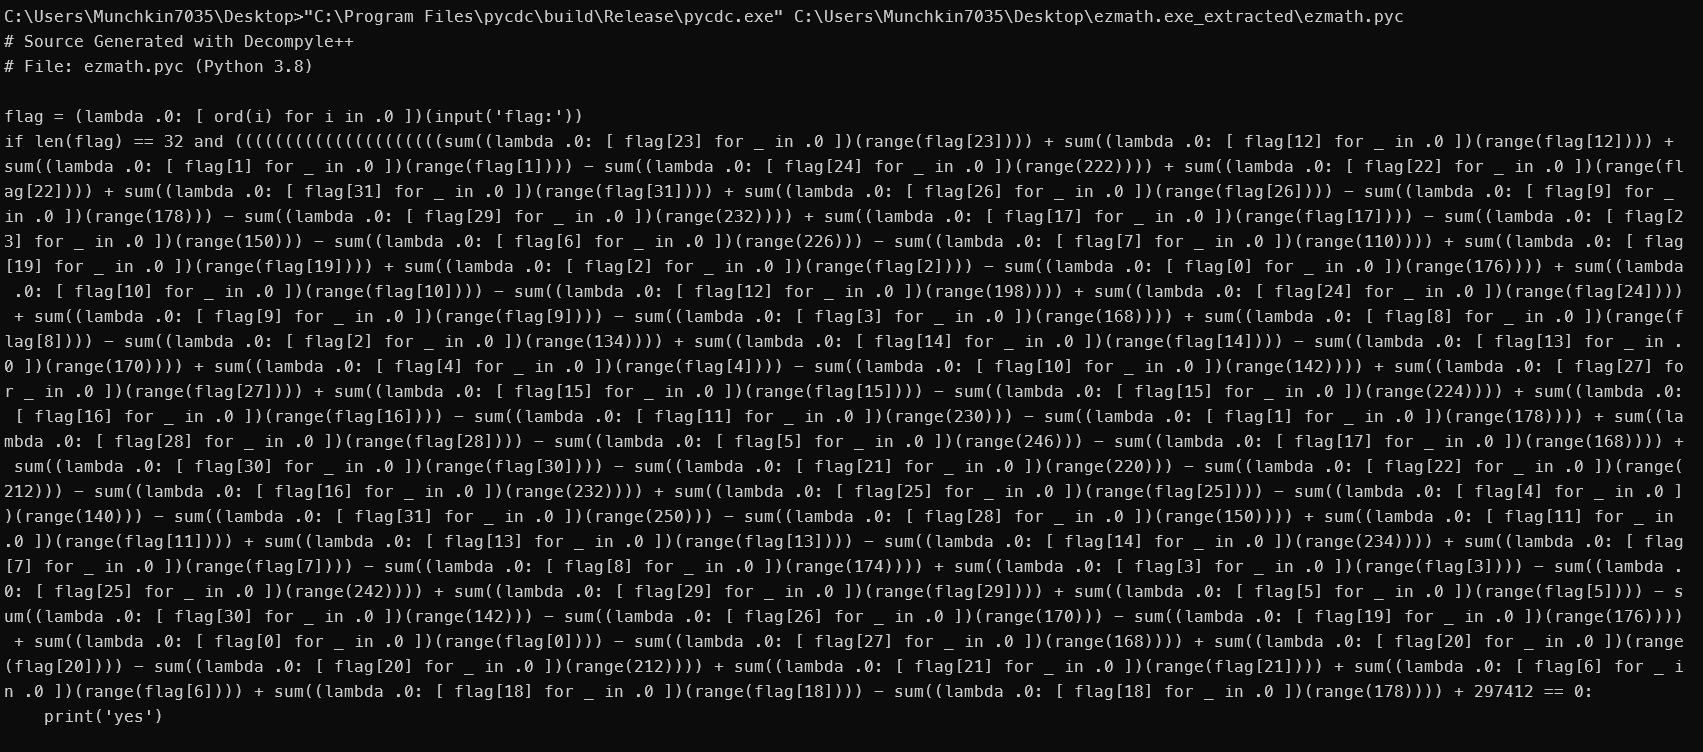 C:\Users\Munchkin7035\Desktop>"C:\Program Files\pycdc\build\Release\pycdc.exe" C:\Users\Munchkin7035\Desktop\ezmath.exe_extracted\ezmath.pyc
# Source Generated with Decompyle++
# File: ezmath.pyc (Python 3.8)
flag = (lambda .0: [ ord(i) for i in .0 ])(input('flag:'))
if len(flag) == 32 and (((((((((((((((((((((sum((lambda .0: [ flag[23] for _ in .0 ])(range(flag[23]))) + sum((lambda .0: [ flag[12] for _ in .0 ])(range(flag[12]))) +
sum((lambda .0: [ flag[1] for _ in .0 ])(range(flag[1]))) - sum((lambda .0: [ flag[24] for _ in .0 ])(range(222)))) + sum((lambda .0: [ flag[22] for _ in .0 ])(range(fl
ag[22]))) + sum((lambda .0: [ flag[31] for _ in .0 ])(range(flag[31]))) + sum((lambda .0: [ flag[26] for _ in .0 ])(range(flag[26]))) - sum((lambda .0: [ flag[9] for _
in .0 ])(range(178))) - sum((lambda .0: [ flag[29] for _ in .0 ])(range(232)))) + sum((lambda .0: [ flag[17] for _ in .0 ])(range(flag[17]))) - sum((lambda .0: [ flag[2
3] for _ in .0 ])(range(150))) - sum((lambda .0: [ flag[6] for _ in .0 ])(range(226))) - sum((lambda .0: [ flag[7] for _ in .0 ])(range(110)))) + sum((lambda .0: [ flag
[19] for _ in .0 ])(range(flag[19]))) + sum((lambda .0: [ flag[2] for _ in .0 ])(range(flag[2]))) - sum((lambda .0: [ flag[0] for _ in .0 ])(range(176)))) + sum((lambda
.0: [ flag[10] for _ in .0 ])(range(flag[10]))) - sum((lambda .0: [ flag[12] for _ in .0 ])(range(198)))) + sum((lambda .0: [ flag[24] for _ in .0 ])(range(flag[24])))
+ sum((lambda .0: [ flag[9] for _ in .0 ])(range(flag[9]))) - sum((lambda .0: [ flag[3] for _ in .0 ])(range(168)))) + sum((lambda .0: [ flag[8] for _ in .0 ])(range(f
lag[8]))) - sum((lambda .0: [ flag[2] for _ in .0 ])(range(134)))) + sum((lambda .0: [ flag[14] for _ in .0 ])(range(flag[14]))) - sum((lambda .0: [ flag[13] for _ in .
0 ])(range(170)))) + sum((lambda .0: [ flag[4] for _ in .0 ])(range(flag[4]))) - sum((lambda .0: [ flag[10] for _ in .0 ])(range(142)))) + sum((lambda .0: [ flag[27] fo
r _ in .0 ])(range(flag[27]))) + sum((lambda .0: [ flag[15] for _ in .0 ])(range(flag[15]))) - sum((lambda .0: [ flag[15] for _ in .0 ])(range(224)))) + sum((lambda .0:
[ flag[16] for _ in .0 ])(range(flag[16]))) - sum((lambda .0: [ flag[11] for _ in .0 ])(range(230))) - sum((lambda .0: [ flag[1] for _ in .0 ])(range(178)))) + sum((la
mbda .0: [ flag[28] for _ in .0 ])(range(flag[28]))) - sum((lambda .0: [ flag[5] for _ in .0 ])(range(246))) - sum((lambda .0: [ flag[17] for _ in .0 ])(range(168)))) +
sum((lambda .0: [ flag[30] for _ in .0 ])(range(flag[30]))) - sum((lambda .0: [ flag[21] for _ in .0 ])(range(220))) - sum((lambda .0: [ flag[22] for _ in .0 ])(range(
212))) - sum((lambda .0: [ flag[16] for _ in .0 ])(range(232)))) + sum((lambda .0: [ flag[25] for _ in .0 ])(range(flag[25]))) - sum((lambda .0: [ flag[4] for _ in .0 ]
)(range(140))) - sum((lambda .0: [ flag[31] for _ in .0 ])(range(250))) - sum((lambda .0: [ flag[28] for _ in .0 ])(range(150)))) + sum((lambda .0: [ flag[11] for _ in
.0 ])(range(flag[11]))) + sum((lambda .0: [ flag[13] for _ in .0 ])(range(flag[13]))) - sum((lambda .0: [ flag[14] for _ in .0 ])(range(234)))) + sum((lambda .0: [ flag
[7] for _ in .0 ])(range(flag[7]))) - sum((lambda .0: [ flag[8] for _ in .0 ])(range(174)))) + sum((lambda .0: [ flag[3] for _ in .0 ])(range(flag[3]))) - sum((lambda .
0: [ flag[25] for _ in .0 ])(range(242)))) + sum((lambda .0: [ flag[29] for _ in .0 ])(range(flag[29]))) + sum((lambda .0: [ flag[5] for _ in .0 ])(range(flag[5]))) - s
um((lambda .0: [ flag[30] for _ in .0 ])(range(142))) - sum((lambda .0: [ flag[26] for _ in .0 ])(range(170))) - sum((lambda .0: [ flag[19] for _ in .0 ])(range(176))))
+ sum((lambda .0: [ flag[0] for _ in .0 ])(range(flag[0]))) - sum((lambda .0: [ flag[27] for _ in .0 ])(range(168)))) + sum((lambda .0: [ flag[20] for _ in .0 ])(range
(flag[20]))) - sum((lambda .0: [ flag[20] for _ in .0 ])(range(212)))) + sum((lambda .0: [ flag[21] for _ in .0 ])(range(flag[21]))) + sum((lambda .0: [ flag[6] for _ i
n .0 ])(range(flag[6]))) + sum((lambda .0: [ flag[18] for _ in .0 ])(range(flag[18]))) - sum((lambda .0: [ flag[18] for _ in .0 ])(range(178)))) + 297412 == 0:
print('yes')